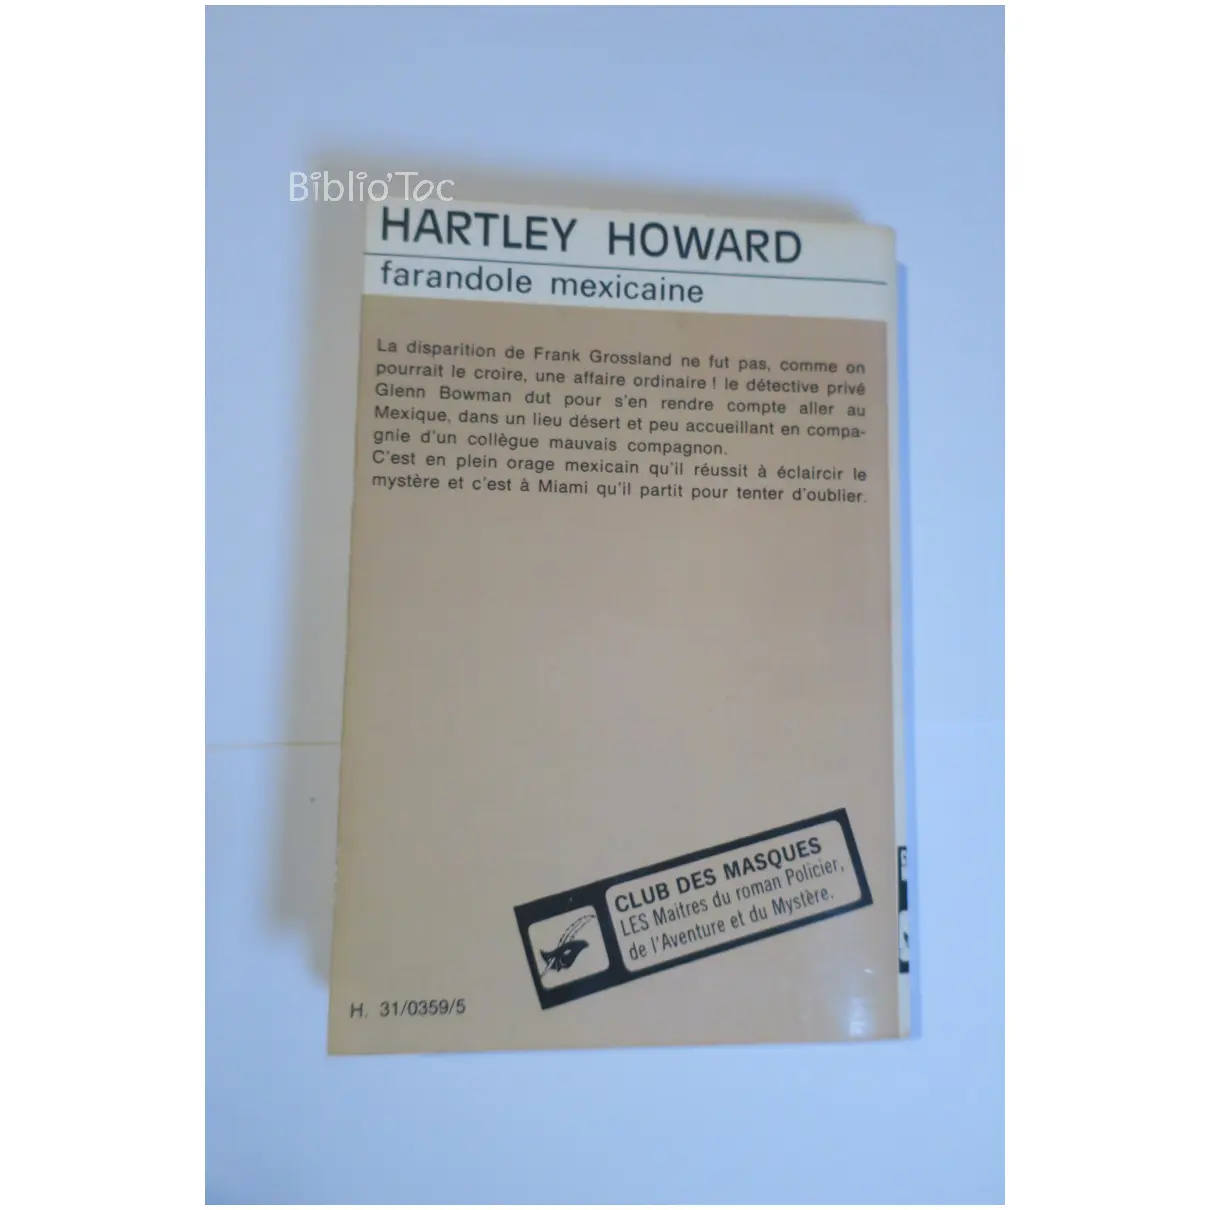 Biblio'Toc
HARTLEY HOWARD
farandole mexicaine
La disparition de Frank Grossland ne fut pas, comme on
pourrait le croire, une affaire ordinaire ! le détective privé
Glenn Bowman dut pour s'en rendre compte aller au
Mexique, dans un lieu désert et peu accueillant en compa-
gnie d'un collègue mauvais compagnon.
C'est en plein orage mexicain qu'il réussit à éclaircir le
mystère et c'est à Miami qu'il partit pour tenter d'oublier.
CLUB DES MASQUES
LES Maitres du roman Policier,
de l'Aventure et du Mystère.
H. 31/0359/5